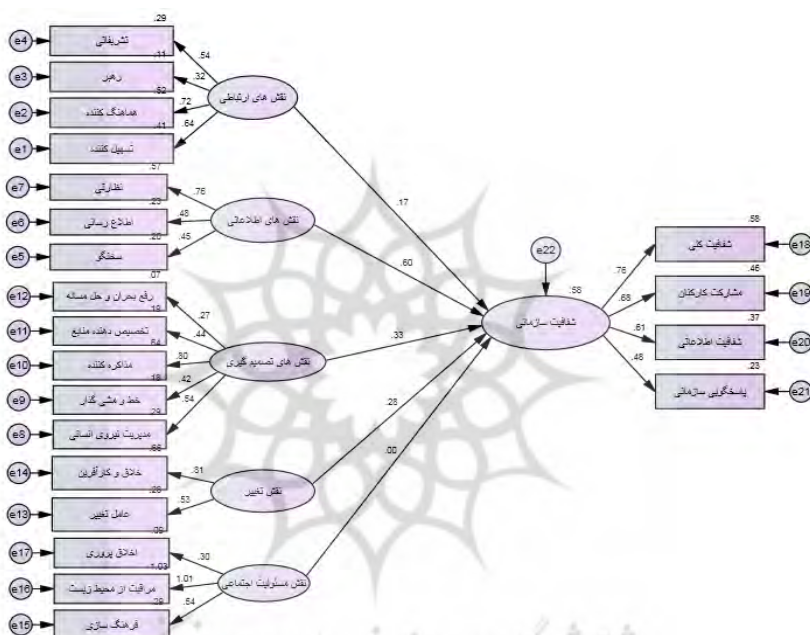 .29
e4
تشریفاتی
.54
.11
e3
رهبر
.32
.52
e2
هماهنگ کننده
.72
.41
e1
تسهیل کننده
.64
نقش های ارتباطی
.17
.57
e7
نظارتی
.76
.23
e6
اطلاع رسانی
.48
.20
e5
سخنگو
.45
نقش های اطلاعاتی
.60
.07
e12
رفع بحران و حل مساله
.27
.19
e11
تخصیص دهنده منابع
.44
.64
e10
مذاکره کننده
.80
.18
e9
خط و مشی گذار
.42
.29
e8
مدیریت نیروی انسانی
.54
نقش های تصمیم گیری
.33
.66
e14
خلاق و کارآفرین
.81
.28
e13
عامل تغییر
.53
نقش تغییر
.28
.09
e17
اخلاق پروری
.30
1.03
e16
مراقبت از محیط زیست
1.01
.29
e15
فرهنگ سازی
.54
نقش مسئولیت اجتماعی
.00
e22
.58
شفافیت سازمانی
.58
.76
شفافیت کلی
e18
.46
.68
مشارکت کارکنان
e19
.37
.61
شفافیت اطلاعاتی
e20
.23
.48
پاسخگویی سازمانی
e21